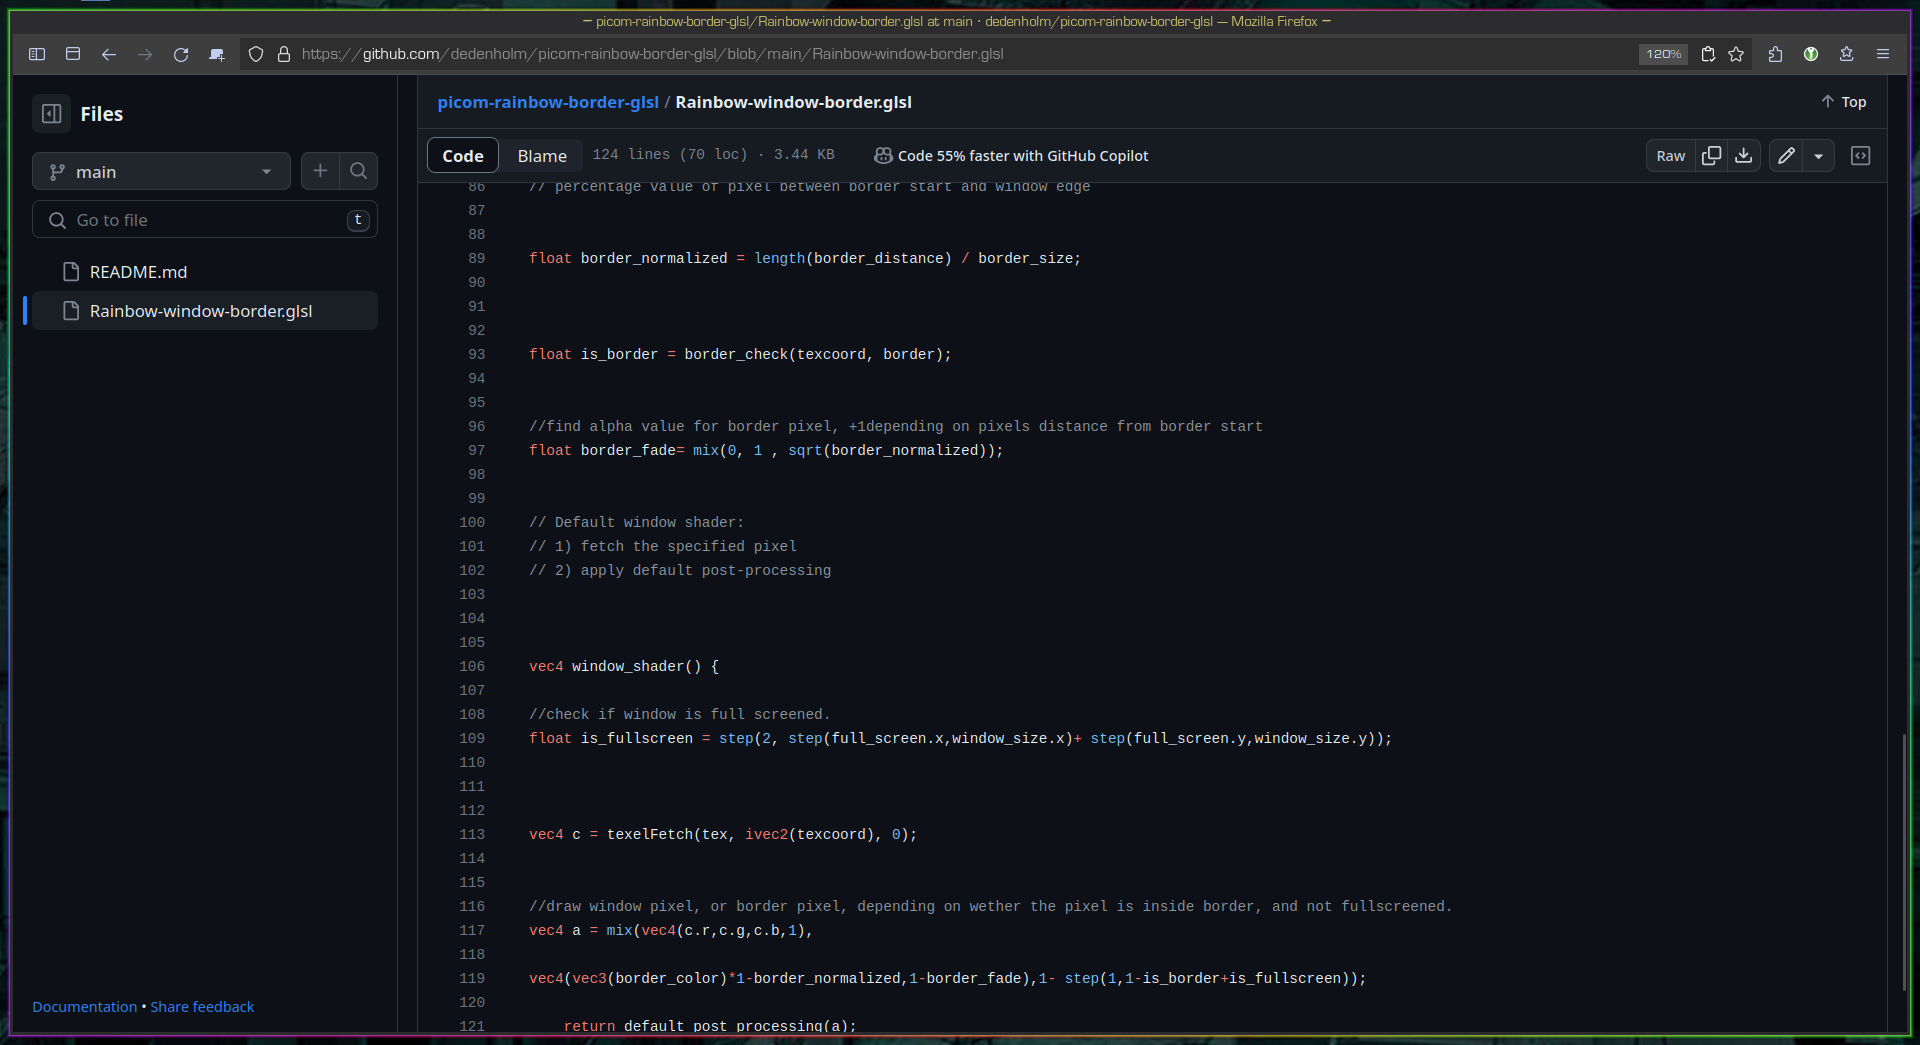 — picom-rainbow-border-glsl/Rainbow-window-border.glsl at main · dedenholm/picom-rainbow-border-glsl — Mozilla Firefox —
https://github.com/dedenholm/picom-rainbow-border-glsl/blob/main/Rainbow-window-border.glsl
120%
Files
main
Go to file
t
README.md
Rainbow-window-border.glsl
Documentation • Share feedback
picom-rainbow-border-glsl / Rainbow-window-border.glsl
Top
Code
Blame
124 lines (70 loc) · 3.44 KB
Code 55% faster with GitHub Copilot
Raw
86 // percentage value of pixel between border start and window edge
87
88
89 float border_normalized = length(border_distance) / border_size;
90
91
92
93 float is_border = border_check(texcoord, border);
94
95
96 //find alpha value for border pixel, +1depending on pixels distance from border start
97 float border_fade= mix(0, 1 , sqrt(border_normalized));
98
99
100 // Default window shader:
101 // 1) fetch the specified pixel
102 // 2) apply default post-processing
103
104
105
106 vec4 window_shader() {
107
108 //check if window is full screened.
109 float is_fullscreen = step(2, step(full_screen.x,window_size.x)+ step(full_screen.y,window_size.y));
110
111
112
113 vec4 c = texelFetch(tex, ivec2(texcoord), 0);
114
115
116 //draw window pixel, or border pixel, depending on wether the pixel is inside border, and not fullscreened.
117 vec4 a = mix(vec4(c.r,c.g,c.b,1),
118
119 vec4(vec3(border_color)*1-border_normalized,1-border_fade),1- step(1,1-is_border+is_fullscreen));
120
121 return default_post_processing(a);